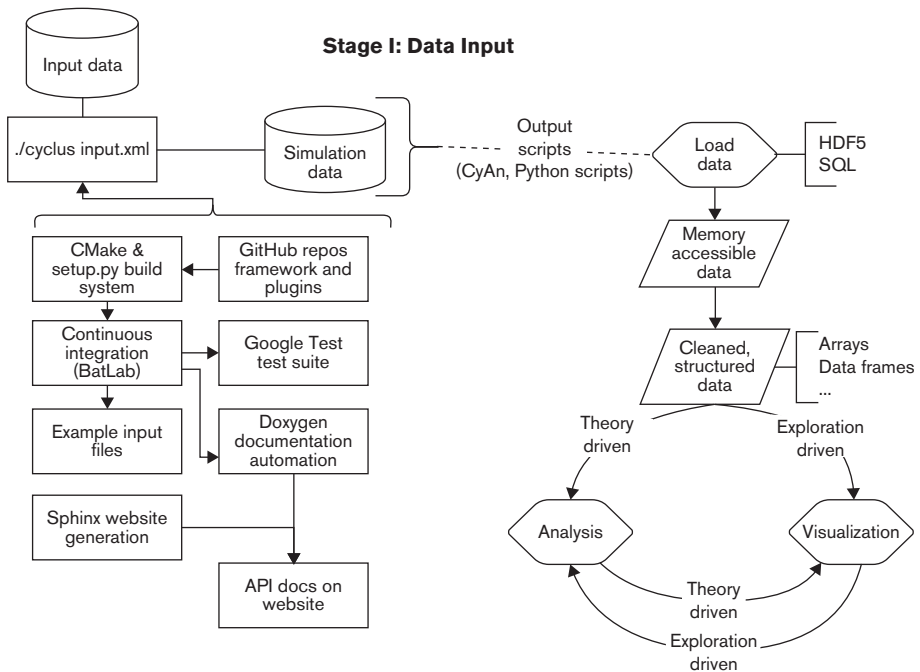 Stage I: Data Input
Input data
./cyclus input.xml
Simulation
data
Output
scripts
(CyAn, Python scripts)
Load
data
HDF5
SQL
CMake &
setup.py build
system
GitHub repos
framework and
plugins
Continuous
integration
(BatLab)
Google Test
test suite
Example input
files
Doxygen
documentation
automation
Sphinx website
generation
API docs on
website
Memory
accessible
data
Cleaned,
structured
data
Arrays
Data frames
...
Theory
driven
Exploration
driven
Analysis
Visualization
Theory
driven
Exploration
driven